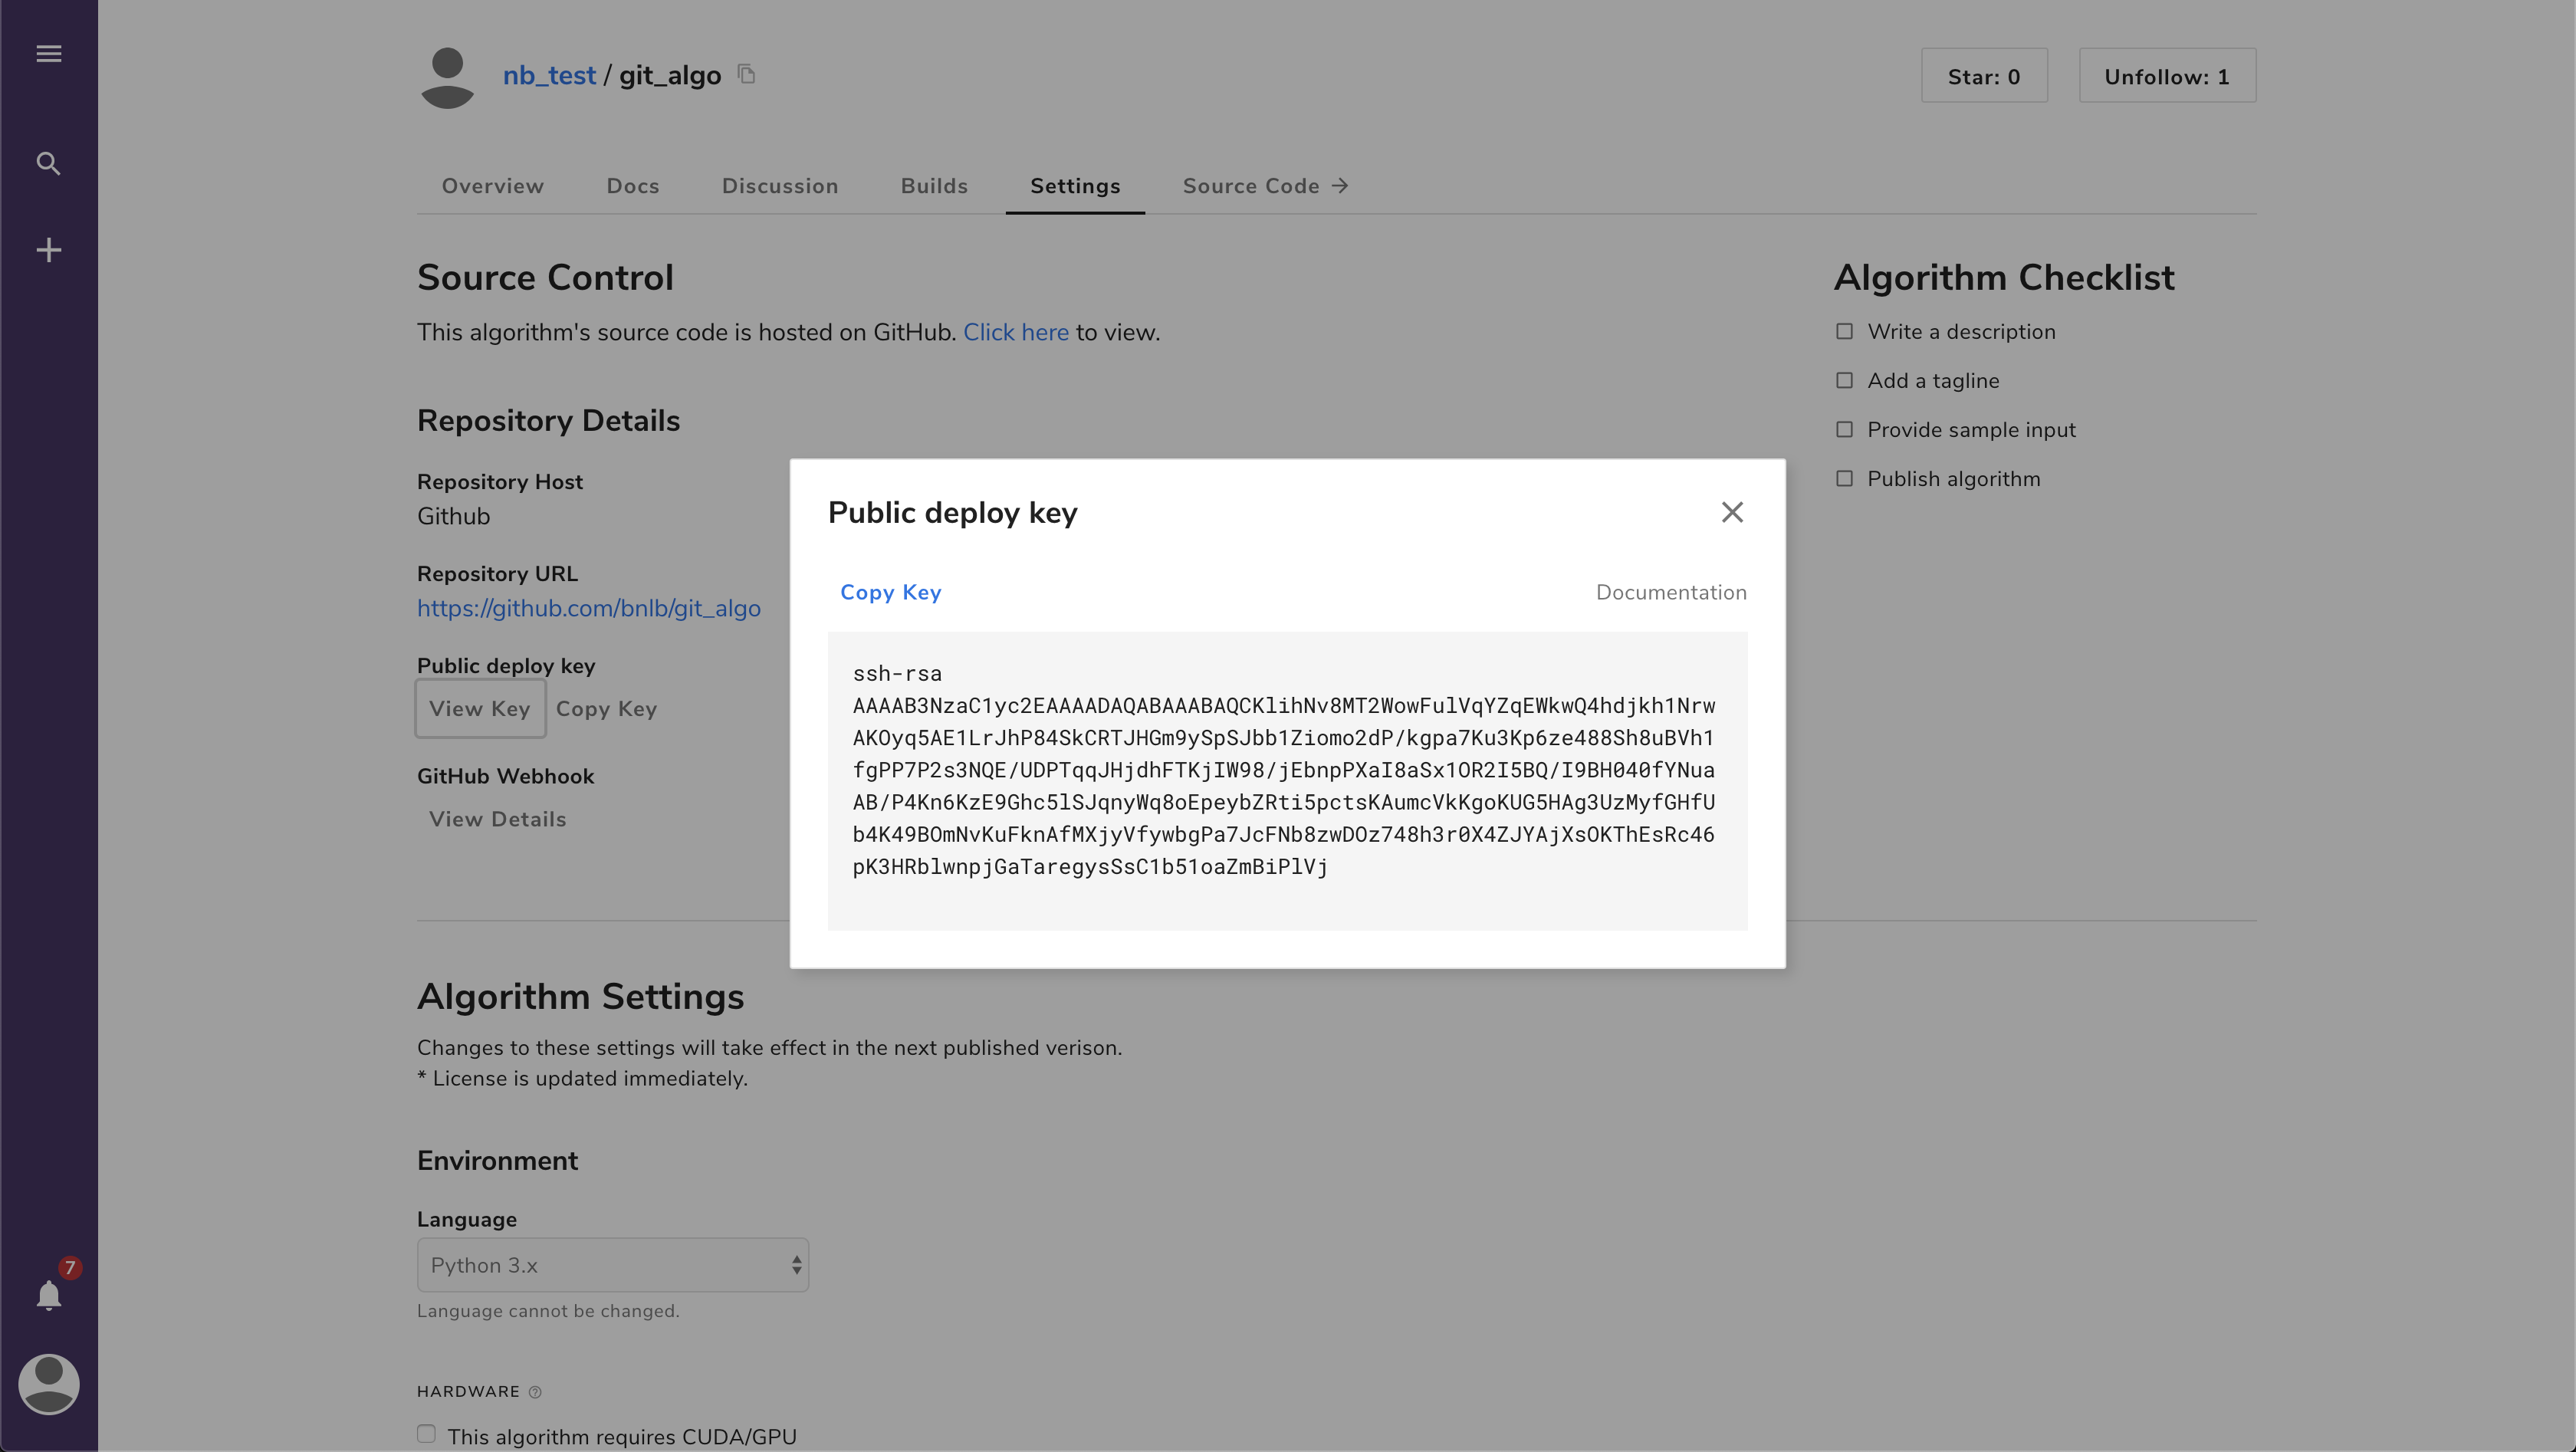 nb_test / git_algo
Star: 0
Unfollow: 1
Overview
Docs
Discussion
Builds
Settings
Source Code →
Source Control
This algorithm's source code is hosted on GitHub. Click here to view.
Repository Details
Repository Host
Github
Repository URL
https://github.com/bnlb/git_algo
Public deploy key
View Key
Copy Key
GitHub Webhook
View Details
Algorithm Checklist
Write a description
Add a tagline
Provide sample input
Publish algorithm
Public deploy key
Copy Key
Documentation
ssh-rsa
AAAAB3NzaC1yc2EAAAADAQABAAABAQCKlihNv8MT2WowFulVqYZqEWkwQ4hdjkh1Nrw
AKOyq5AE1LrJhP84SkCRTJHGm9ySpSJbb1Ziomo2dP/kgpa7Ku3Kp6ze488Sh8uBVh1
fgPP7P2s3NQE/UDPTqqJHjdhFTKjIW98/jEbnpPXaI8aSx1OR2I5BQ/I9BH040fYNua
AB/P4Kn6KzE9Ghc5lSJqnyWq8oEpeybZRti5pctsKAumcVkKgoKUG5HAg3UzMyfGHfU
b4K49BOmNvKuFknAfMXjyVfywbgPa7JcFNb8zwDOz748h3r0X4ZJYAjXsOKThEsRc46
pK3HRblwnpjGaTaregysSsC1b51oaZmBiPlVj
Algorithm Settings
Changes to these settings will take effect in the next published verison.
* License is updated immediately.
Environment
Language
Python 3.x
Language cannot be changed.
HARDWARE
This algorithm requires CUDA/GPU
7